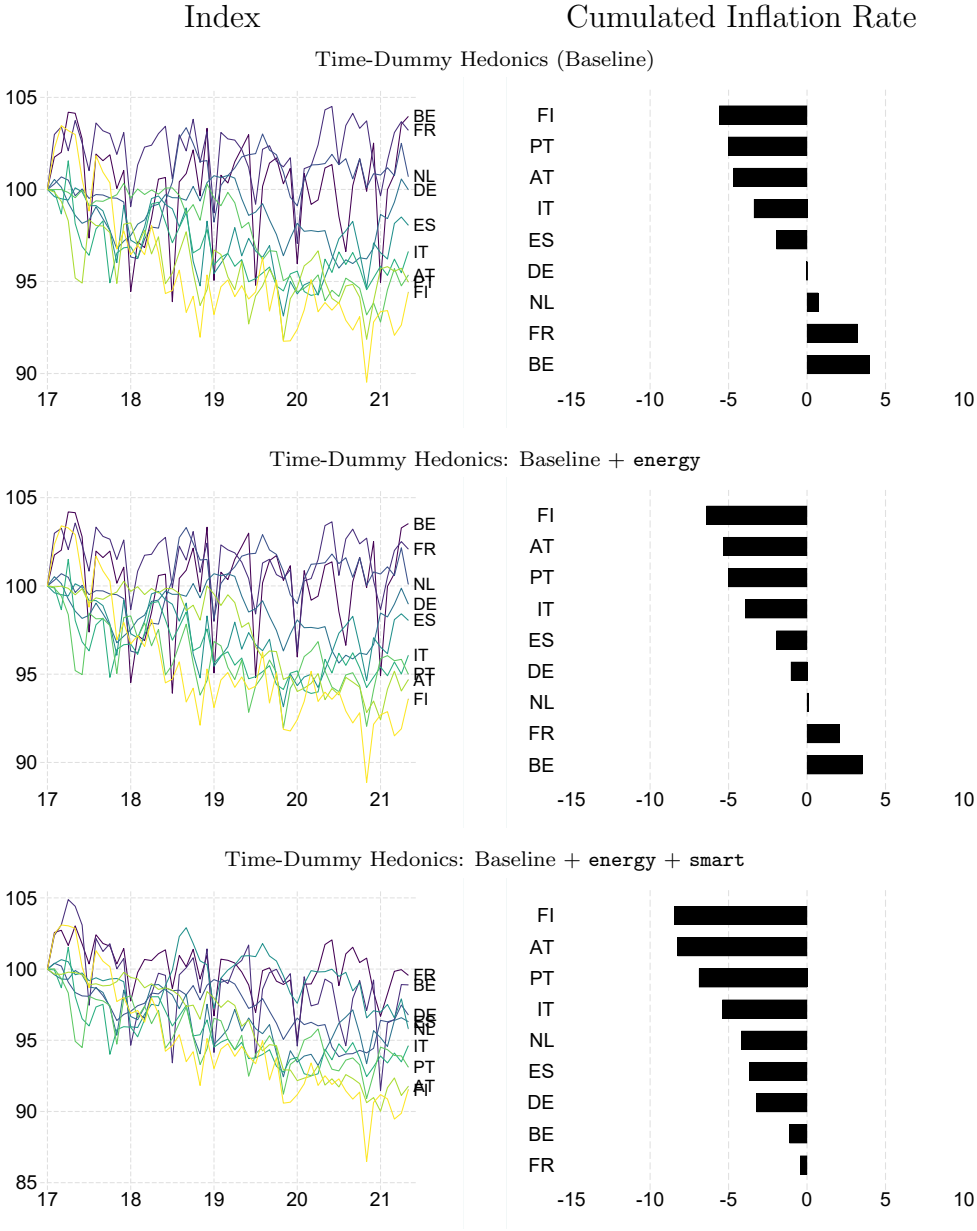 Index Cumulated Inflation Rate
Time-Dummy Hedonics (Baseline)
105
100
95
90
17 18 19 20 21
BE
FR
NL
DE
ES
IT
AT
PT
FI
FI
PT
AT
IT
ES
DE
NL
FR
BE
-15 -10 -5 0 5 10
Time-Dummy Hedonics: Baseline + energy
105
100
95
90
17 18 19 20 21
BE
FR
NL
DE
ES
IT
PT
AT
FI
FI
AT
PT
IT
ES
DE
NL
FR
BE
-15 -10 -5 0 5 10
Time-Dummy Hedonics: Baseline + energy + smart
105
100
95
90
85
17 18 19 20 21
FR
BE
DE
ES
NL
IT
PT
AT
FI
FI
AT
PT
IT
NL
ES
DE
BE
FR
-15 -10 -5 0 5 10